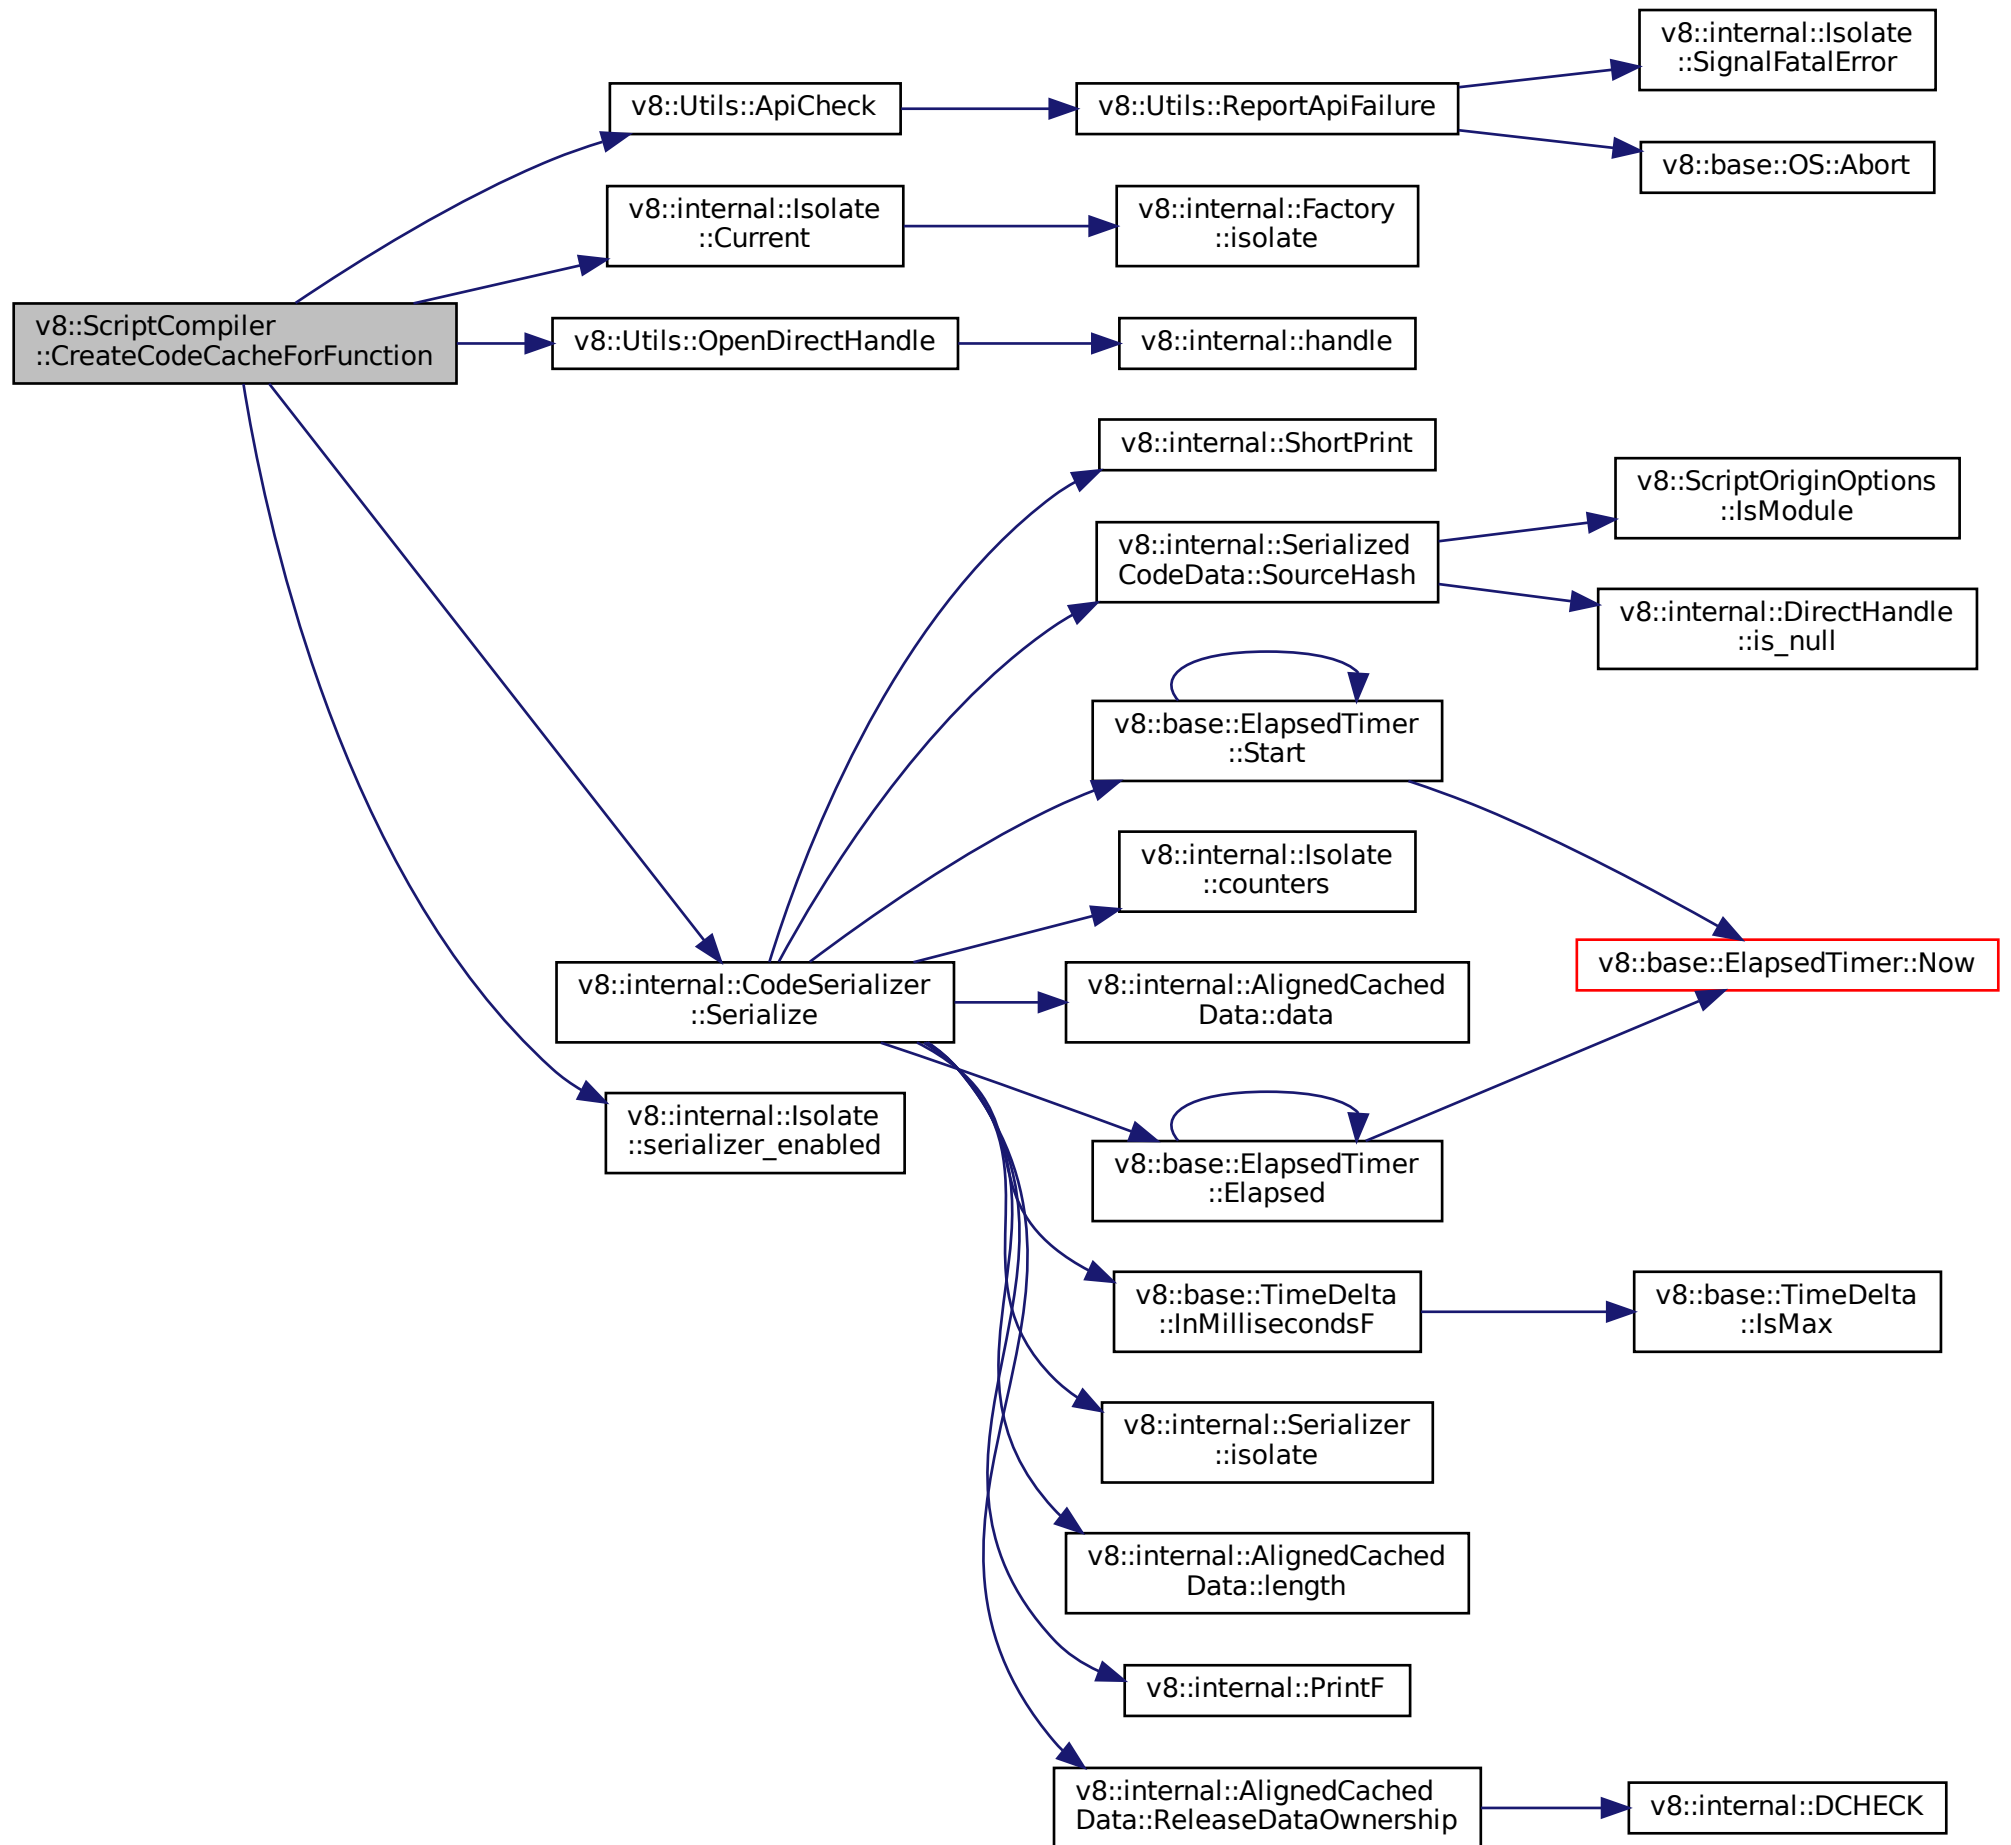 v8::ScriptCompiler
::CreateCodeCacheForFunction
v8::Utils::ApiCheck
v8::internal::Isolate
::Current
v8::Utils::OpenDirectHandle
v8::internal::CodeSerializer
::Serialize
v8::internal::Isolate
::serializer_enabled
v8::Utils::ReportApiFailure
v8::internal::Factory
::isolate
v8::internal::handle
v8::internal::ShortPrint
v8::internal::Serialized
CodeData::SourceHash
v8::base::ElapsedTimer
::Start
v8::internal::Isolate
::counters
v8::internal::AlignedCached
Data::data
v8::base::ElapsedTimer
::Elapsed
v8::base::TimeDelta
::InMillisecondsF
v8::internal::Serializer
::isolate
v8::internal::AlignedCached
Data::length
v8::internal::PrintF
v8::internal::AlignedCached
Data::ReleaseDataOwnership
v8::internal::Isolate
::SignalFatalError
v8::base::OS::Abort
v8::ScriptOriginOptions
::IsModule
v8::internal::DirectHandle
::is_null
v8::base::ElapsedTimer::Now
v8::base::TimeDelta
::IsMax
v8::internal::DCHECK